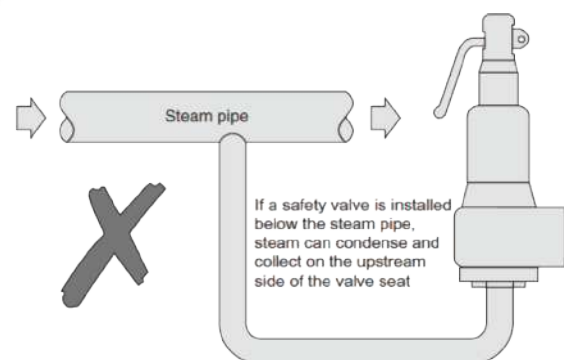 Steam pipe
If a safety valve is installed
below the steam pipe,
steam can condense and
collect on the upstream
side of the valve seat